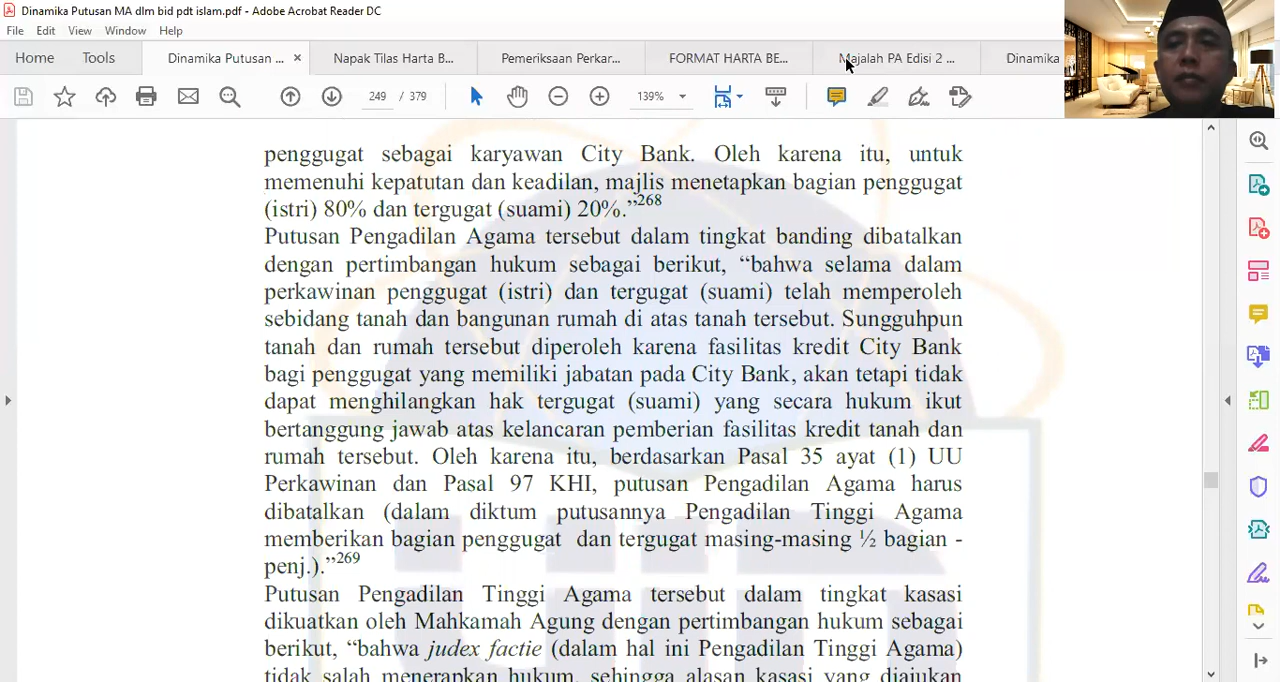 Dinamika Putusan MA dlm bid pdt islam.pdf - Adobe Acrobat Reader DC
File Edit View Window Help
Home Tools Dinamika Putusan ... × Napak Tilas Harta B... Pemeriksaan Perkar... FORMAT HARTA BE... Majalah PA Edisi 2 ... Dinamika
249 / 379 139%
penggugat sebagai karyawan City Bank. Oleh karena itu, untuk
memenuhi kepatutan dan keadilan, majlis menetapkan bagian penggugat
(istri) 80% dan tergugat (suami) 20%.”268
Putusan Pengadilan Agama tersebut dalam tingkat banding dibatalkan
dengan pertimbangan hukum sebagai berikut, “bahwa selama dalam
perkawinan penggugat (istri) dan tergugat (suami) telah memperoleh
sebidang tanah dan bangunan rumah di atas tanah tersebut. Sungguhpun
tanah dan rumah tersebut diperoleh karena fasilitas kredit City Bank
bagi penggugat yang memiliki jabatan pada City Bank, akan tetapi tidak
dapat menghilangkan hak tergugat (suami) yang secara hukum ikut
bertanggung jawab atas kelancaran pemberian fasilitas kredit tanah dan
rumah tersebut. Oleh karena itu, berdasarkan Pasal 35 ayat (1) UU
Perkawinan dan Pasal 97 KHI, putusan Pengadilan Agama harus
dibatalkan (dalam diktum putusannya Pengadilan Tinggi Agama
memberikan bagian penggugat dan tergugat masing-masing ½ bagian -
penj.).”269
Putusan Pengadilan Tinggi Agama tersebut dalam tingkat kasasi
dikuatkan oleh Mahkamah Agung dengan pertimbangan hukum sebagai
berikut, “bahwa judex factie (dalam hal ini Pengadilan Tinggi Agama)
tidak salah menerapkan hukum, sehingga alasan kasasi yang diajukan